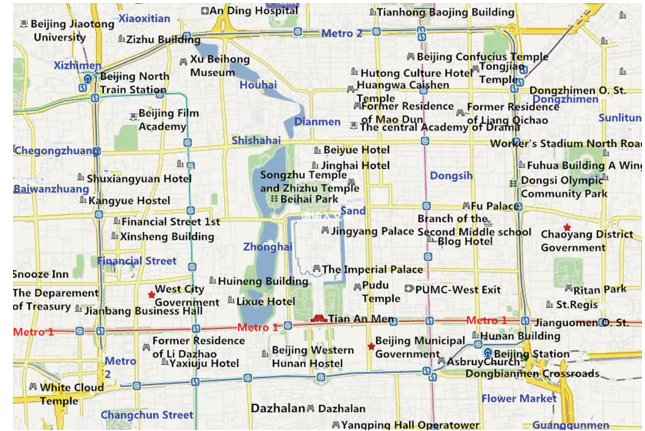 An Ding Hospital
Tianhong Baojing Building
Xiaoxitian
Beijing Jiaotong
University
Zizhu Building
Metro 2
Xizhimen
Xu Beihong
Museum
Beijing Confucius Temple
Tongjiao
Temple
Beijing North
Train Station
Houhai
Hutong Culture Hotel
Huangwa Caishen
Temple
Dongzhimen O. St.
Dongzhimen
Former Residence
of Mao Dun
Former Residence
of Liang Qichao
Beijing Film
Academy
Dianmen
The central Academy of Drama
Sunlitun
Shishahai
Worker's Stadium North Road
Chegongzhuang
Beiyue Hotel
Jinghai Hotel
Fuhua Building A Wing
Baiwanzhuang
Shuxiangyuan Hostel
Songzhu Temple
and Zhizhu Temple
Dongsih
Dongsi Olympic
Community Park
Kangyue Hostel
Beihai Park
Sand
Fu Palace
Financial Street 1st
Branch of the
Jingyang Palace Second Middle school
Chaoyang District
Government
Xinsheng Building
Zhonghai
Blog Hotel
Financial Street
Snooze Inn
The Imperial Palace
Huineng Building
West City
Government
Pudu
Temple
PUMC-West Exit
Ritan Park
The Deparement
of Treasury
Lixue Hotel
St.Regis
Jianbang Business Hall
Tian An Men
Metro 1
Metro 1
Metro 1
Jianguomen O. St.
Former Residence
of Li Dazhao
Beijing Municipal
Government
Hunan Building
Beijing Western
Hunan Hostel
Beijing Station
Metro
2
Yaxiuju Hotel
AsbruyChurch
Dongbianmen Crossroads
White Cloud
Temple
Flower Market
Changchun Street
Dazhalan
Dazhalan
Yangping Hall Operatower
Guangqunmen